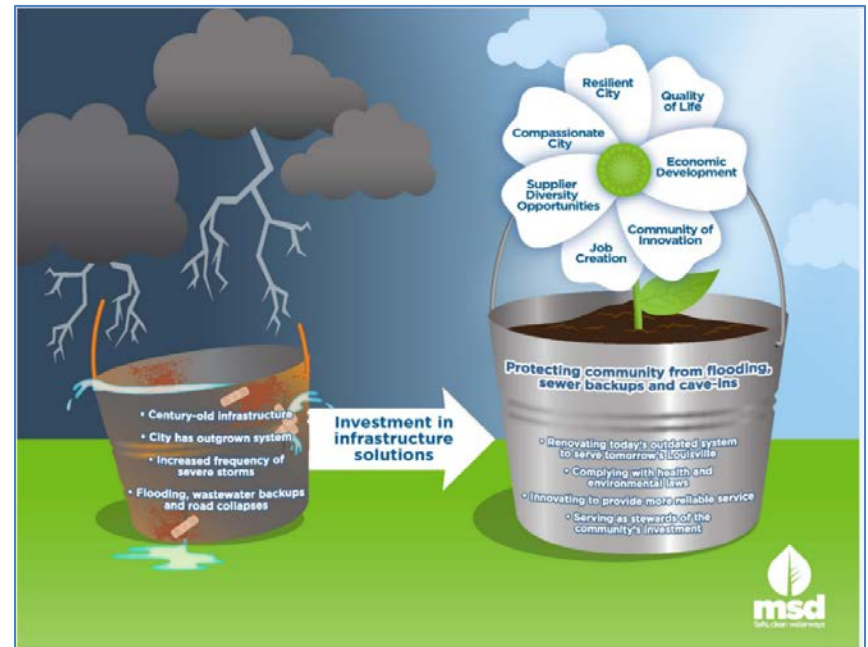 • Century-old infrastructure
• City has outgrown system
• Increased frequency of
severe storms
• Flooding, wastewater backups
and road collapses
Investment in
infrastructure
solutions
Resilient
City
Quality
of Life
Compassionate
City
Economic
Development
Supplier
Diversity
Opportunities
Community of
Innovation
Job
Creation
Protecting community from flooding,
sewer backups and cave-ins
• Renovating today's outdated system
to serve tomorrow's Louisville
• Complying with health and
environmental laws
• Innovating to provide more reliable service
• Serving as stewards of the
community's investment
msd
Safe, clean waterways